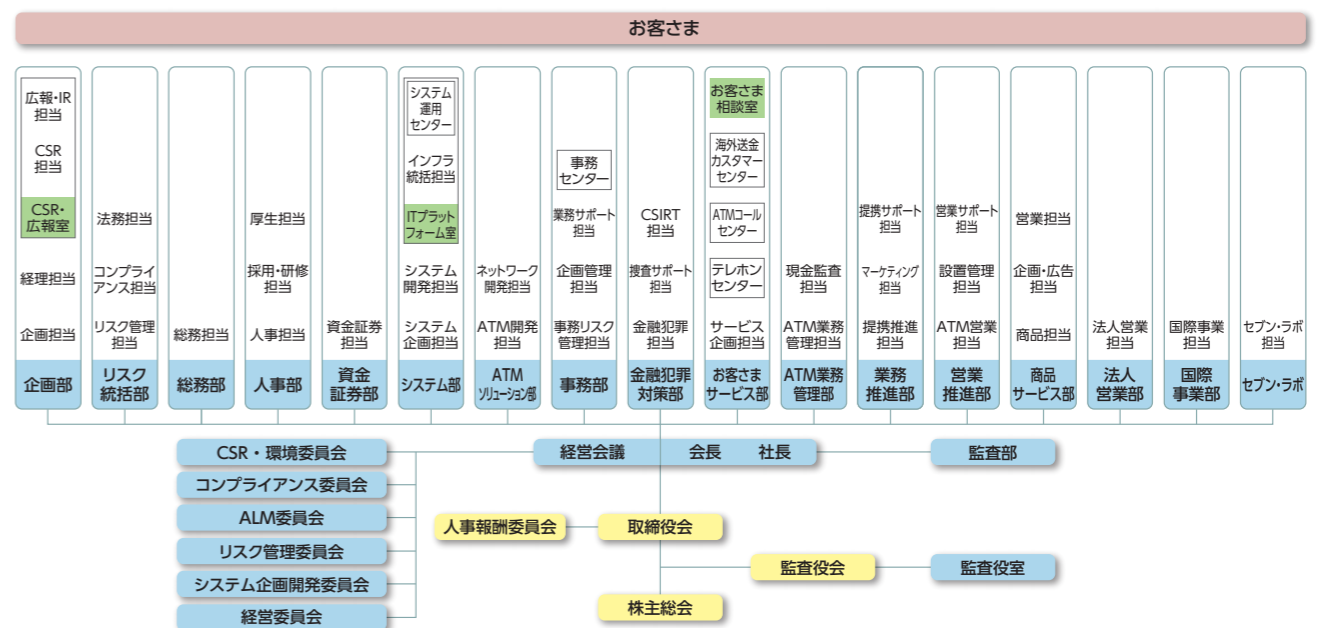 お客さま
広報・IR
担当
CSR
担当
CSR・
広報室
経理担当
企画担当
企画部
法務担当
コンプライ
アンス担当
リスク管理
担当
リスク
統括部
総務担当
総務部
厚生担当
採用・研修
担当
人事担当
人事部
資金証券
担当
資金
証券部
システム
運用
センター
インフラ
統括担当
ITプラット
フォーム室
システム
開発担当
システム
企画担当
システム部
ネットワーク
開発担当
ATM開発
担当
ATM
ソリューション部
事務
センター
業務サポート
担当
企画管理
担当
事務リスク
管理担当
事務部
CSIRT
担当
捜査サポート
担当
金融犯罪
担当
金融犯罪
対策部
お客さま
相談室
海外送金
カスタマー
センター
ATMコール
センター
テレホン
センター
サービス
企画担当
お客さま
サービス部
現金監査
担当
ATM業務
管理担当
ATM業務
管理部
提携サポート
担当
マーケティング
担当
提携推進
担当
業務
推進部
営業サポート
担当
設置管理
担当
ATM営業
担当
営業
推進部
営業担当
企画・広告
担当
商品担当
商品
サービス部
法人営業
担当
法人
営業部
国際事業
担当
国際
事業部
セブン・ラボ
担当
セブン・ラボ
CSR・環境委員会
経営会議 会長 社長
監査部
コンプライアンス委員会
ALM委員会
人事報酬委員会
取締役会
リスク管理委員会
監査役会
監査役室
システム企画開発委員会
株主総会
経営委員会